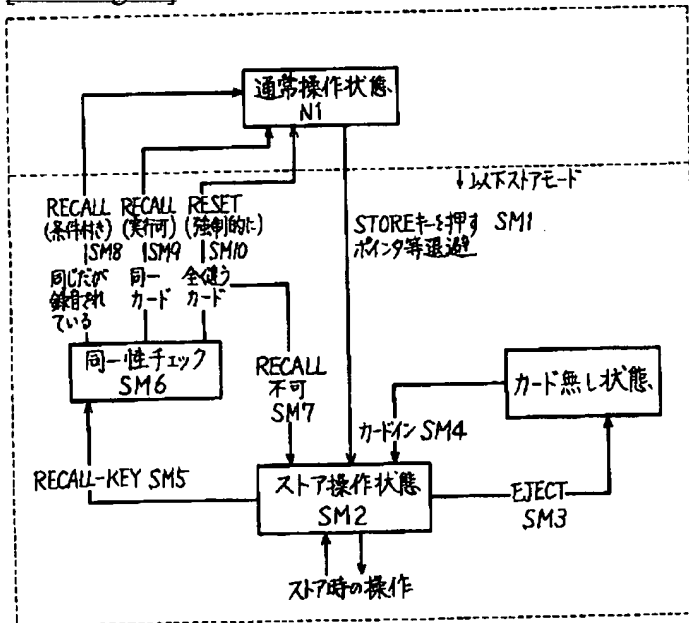 通常操作状態
N1
↓以下ストアモード
RECALL
(条件付き)
SM8
同じだが
録音され
ている
RECALL
(実行可)
SM9
同一
カード
RESET
(強制的に)
SM10
全く違う
カード
STOREキーを押す SM1
ポインタ等退避
同一性チェック
SM6
RECALL
不可
SM7
カード無し状態
カードイン SM4
RECALL-KEY SM5
ストア操作状態
SM2
EJECT
SM3
ストア時の操作